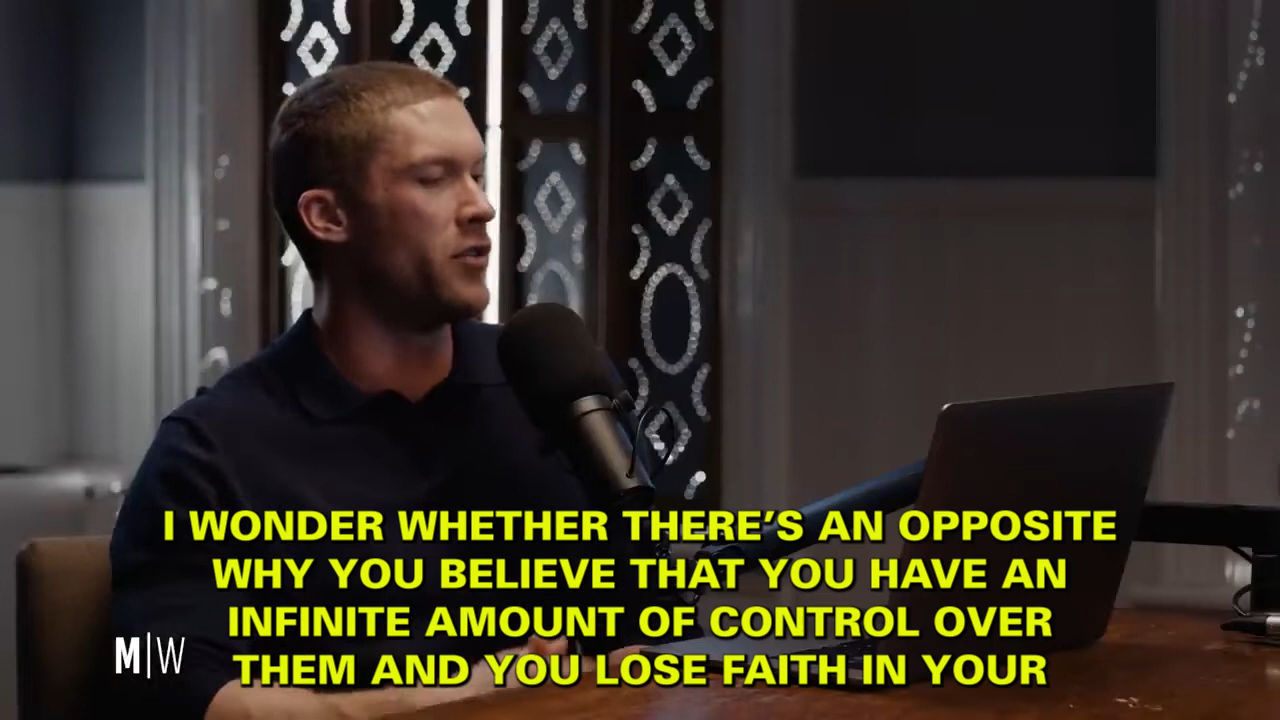 I WONDER WHETHER THERE'S AN OPPOSITE
WHY YOU BELIEVE THAT YOU HAVE AN
INFINITE AMOUNT OF CONTROL OVER
THEM AND YOU LOSE FAITH IN YOUR
M|W